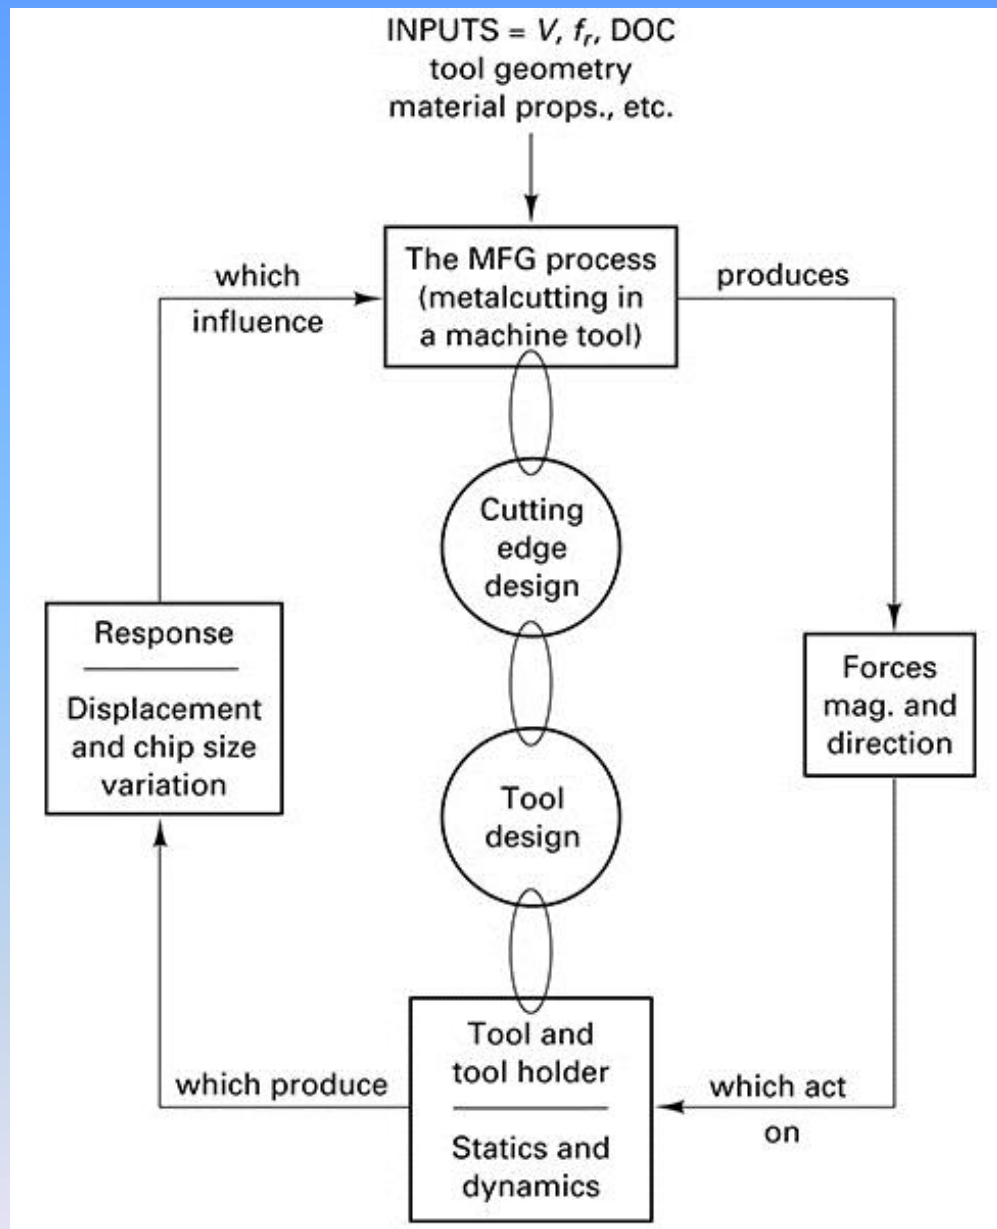 INPUTS = V, fr, DOC
tool geometry
material props., etc.
The MFG process
(metalcutting in
a machine tool)
produces
Forces
mag. and
direction
which act
on
Tool and
tool holder
Statics and
dynamics
which produce
Response
Displacement
and chip size
variation
which
influence
Cutting
edge
design
Tool
design